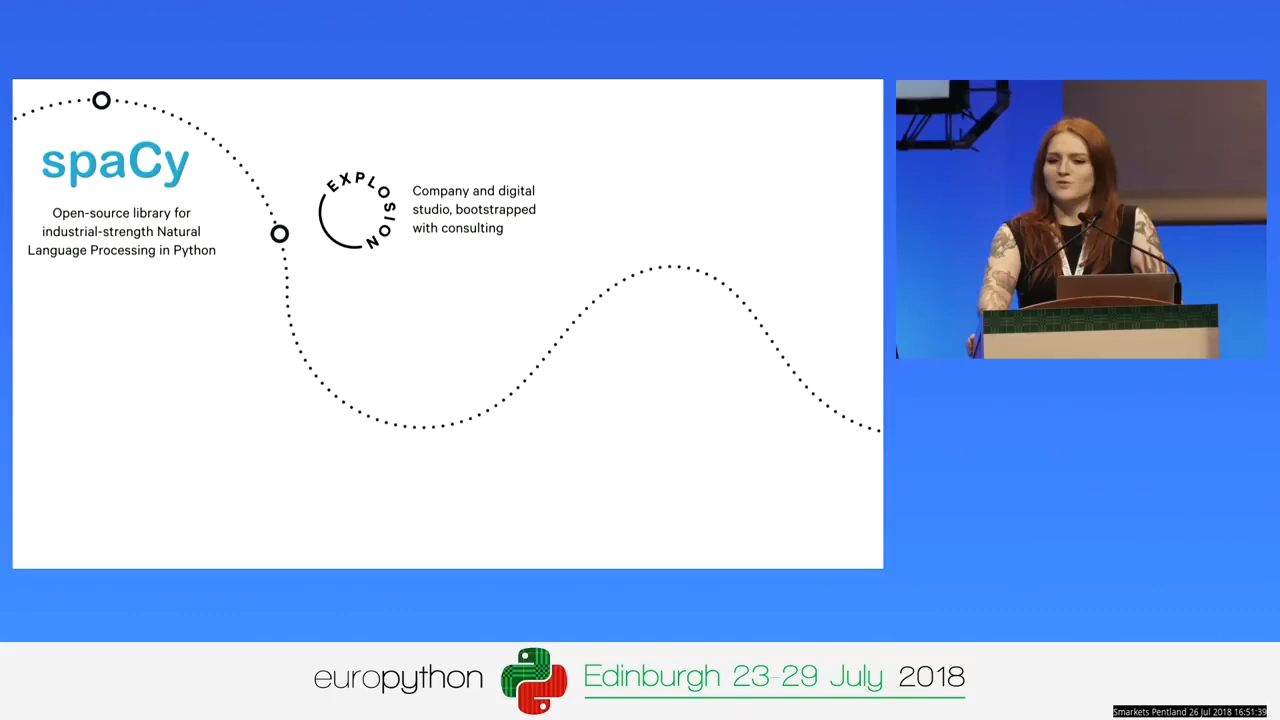 spaCy
Open-source library for
industrial-strength Natural
Language Processing in Python
EXPLOSION
Company and digital
studio, bootstrapped
with consulting
europython
Edinburgh 23-29 July 2018
Smarkets Pentland 26 Jul 2018 16:51:39